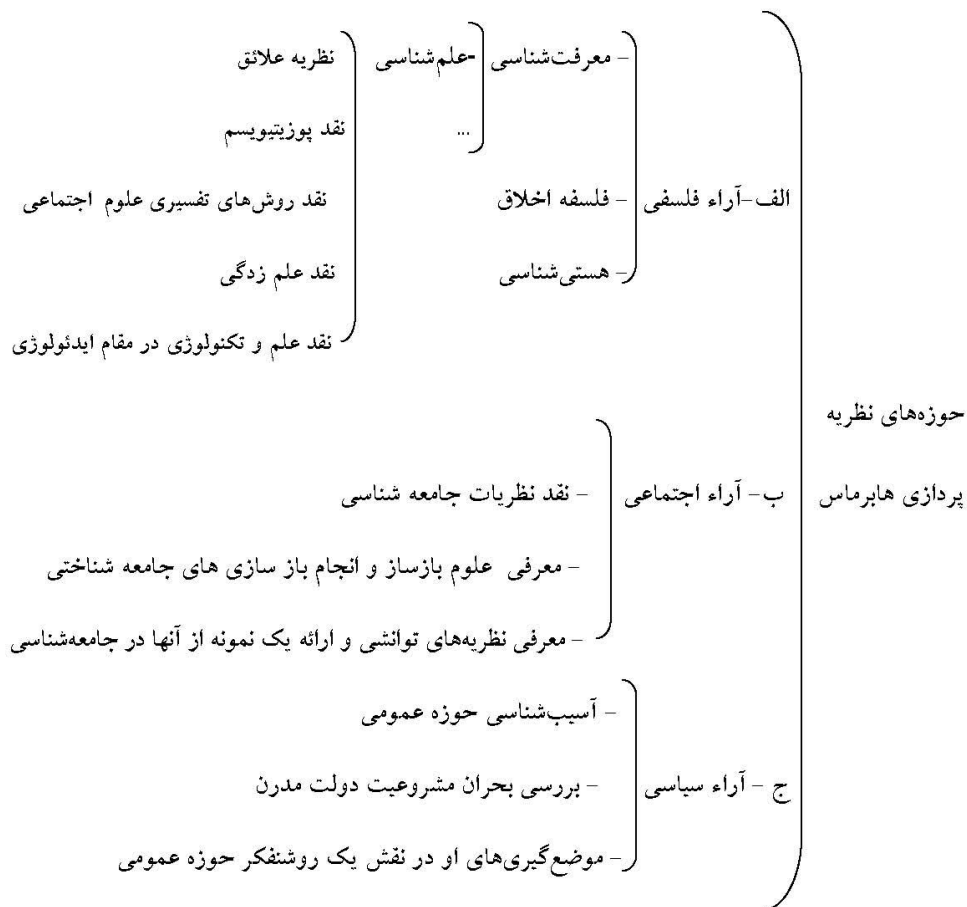 - معرفت‌شناسی -علم‌شناسی نظریه علائق
... نقد پوزیتیویسم
الف-آراء فلسفی - فلسفه اخلاق نقد روش‌های تفسیری علوم اجتماعی
- هستی‌شناسی نقد علم زدگی
نقد علم و تکنولوژی در مقام ایدئولوژی
حوزه‌های نظریه
پردازی هابرماس ب- آراء اجتماعی - نقد نظریات جامعه شناسی
- معرفی علوم بازساز و انجام باز سازی های جامعه شناختی
- معرفی نظریه‌های توانشی و ارائه یک نمونه از آنها در جامعه‌شناسی
- آسیب‌شناسی حوزه عمومی
ج - آراء سیاسی - بررسی بحران مشروعیت دولت مدرن
- موضع‌گیری‌های او در نقش یک روشنفکر حوزه عمومی